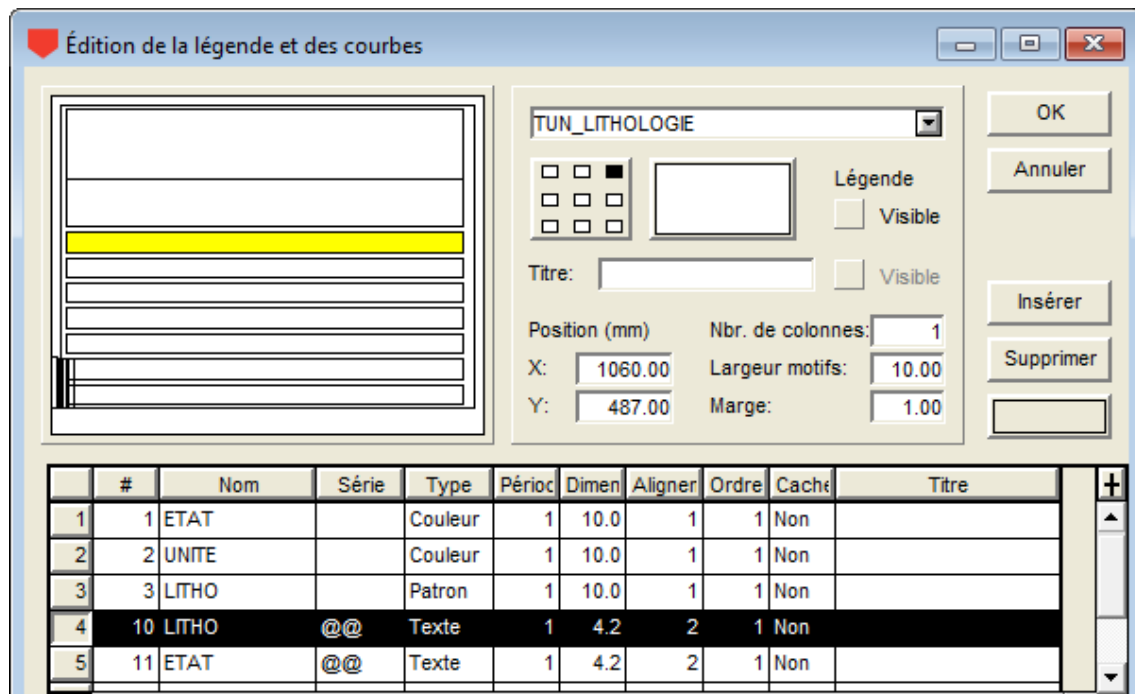 Édition de la légende et des courbes
TUN_LITHOLOGIE
OK
Légende
Annuler
Visible
Titre:
Visible
Insérer
Position (mm)
Nbr. de colonnes:
1
X:
1060.00
Largeur motifs:
10.00
Supprimer
Y:
487.00
Marge:
1.00
# Nom Série Type Périoc Dimen Aligner Ordre Cache Titre
1 1 ETAT Couleur 1 10.0 1 1 Non
2 2 UNITE Couleur 1 10.0 1 1 Non
3 3 LITHO Patron 1 10.0 1 1 Non
4 10 LITHO @@ Texte 1 4.2 2 1 Non
5 11 ETAT @@ Texte 1 4.2 2 1 Non